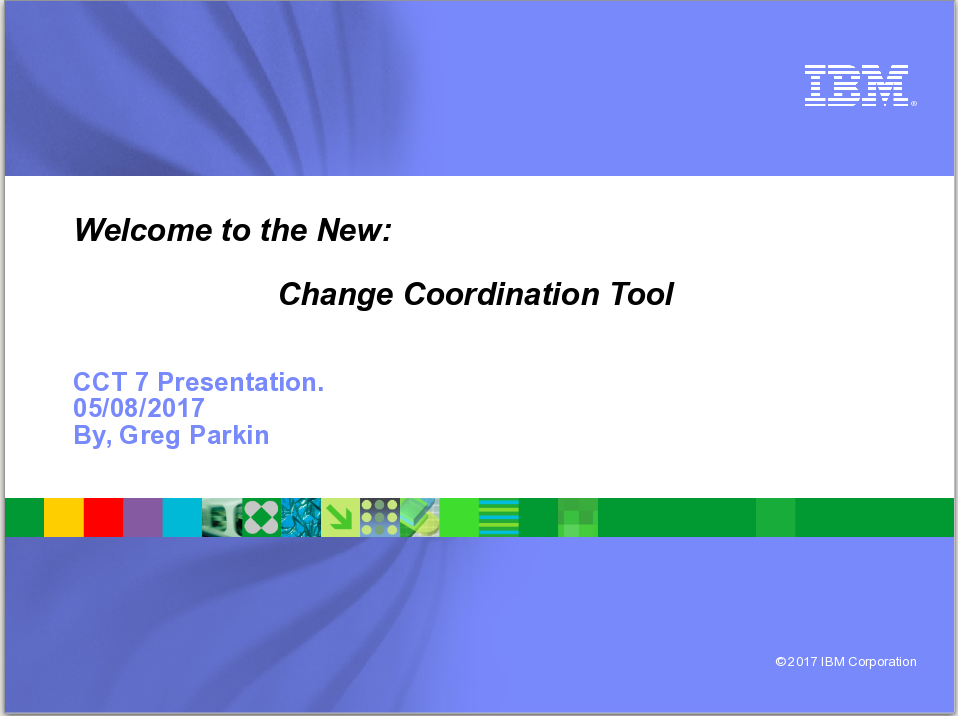 IBM®
Welcome to the New:
Change Coordination Tool
CCT 7 Presentation.
05/08/2017
By, Greg Parkin
© 2017 IBM Corporation